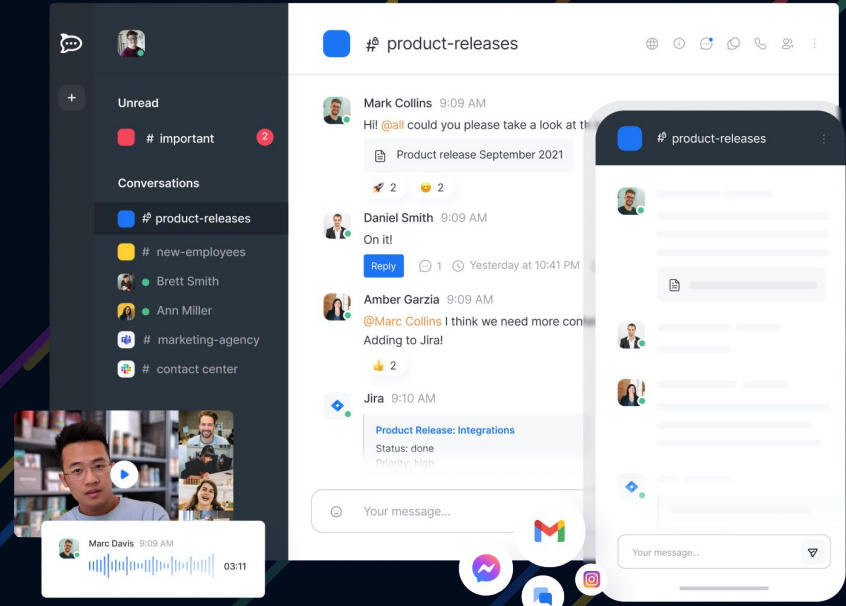 # product-releases
Unread
# important
2
Conversations
# product-releases
# new-employees
Brett Smith
Ann Miller
# marketing-agency
# contact center
Mark Collins 9:09 AM
Hi! @all could you please take a look at
Product release September 2021
2
2
Daniel Smith 9:09 AM
On it!
Reply
1
Yesterday at 10:41 PM
Amber Garzia 9:09 AM
@Marc Collins I think we need more
Adding to Jira!
2
Jira 9:10 AM
Product Release: Integrations
Status: done
Priority: high
Your message...
# product-releases
Your message...
Marc Davis 9:09 AM
03:11